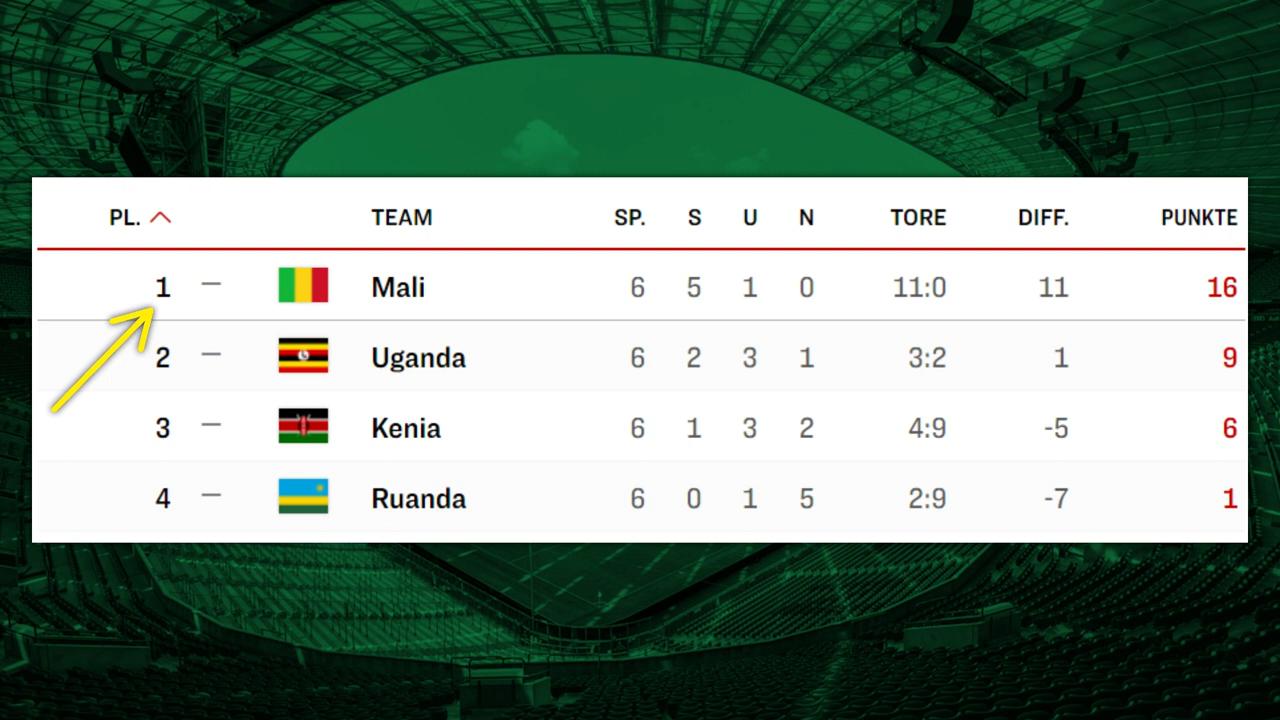 PL. TEAM SP. S U N TORE DIFF. PUNKTE
1 — Mali 6 5 1 0 11:0 11 16
2 — Uganda 6 2 3 1 3:2 1 9
3 — Kenia 6 1 3 2 4:9 -5 6
4 — Ruanda 6 0 1 5 2:9 -7 1